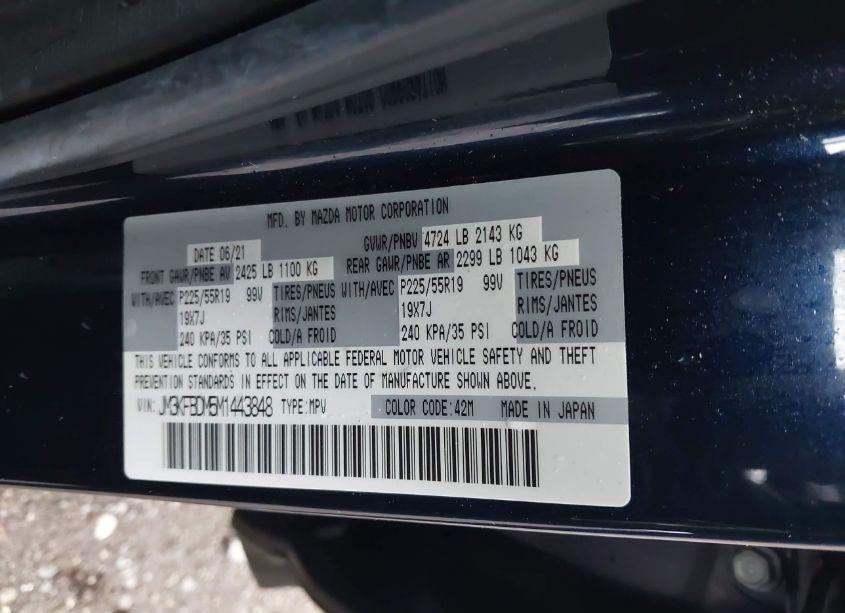 MFD. BY MAZDA MOTOR CORPORATION
DATE 06/21 GVWR/PNBV 4724 LB 2143 KG
FRONT GAWR/PNBE AV 2425 LB 1100 KG REAR GAWR/PNBE AR 2299 LB 1043 KG
WITH/AVEC P225/55R19 99V TIRES/PNEUS WITH/AVEC P225/55R19 99V TIRES/PNEUS
19X7J RIMS/JANTES 19X7J RIMS/JANTES
240 KPA/35 PSI COLD/A FROID 240 KPA/35 PSI COLD/A FROID
THIS VEHICLE CONFORMS TO ALL APPLICABLE FEDERAL MOTOR VEHICLE SAFETY AND THEFT
PREVENTION STANDARDS IN EFFECT ON THE DATE OF MANUFACTURE SHOWN ABOVE.
VIN: JM3KFBDM5M1443848 TYPE:MPV COLOR CODE:42M MADE IN JAPAN